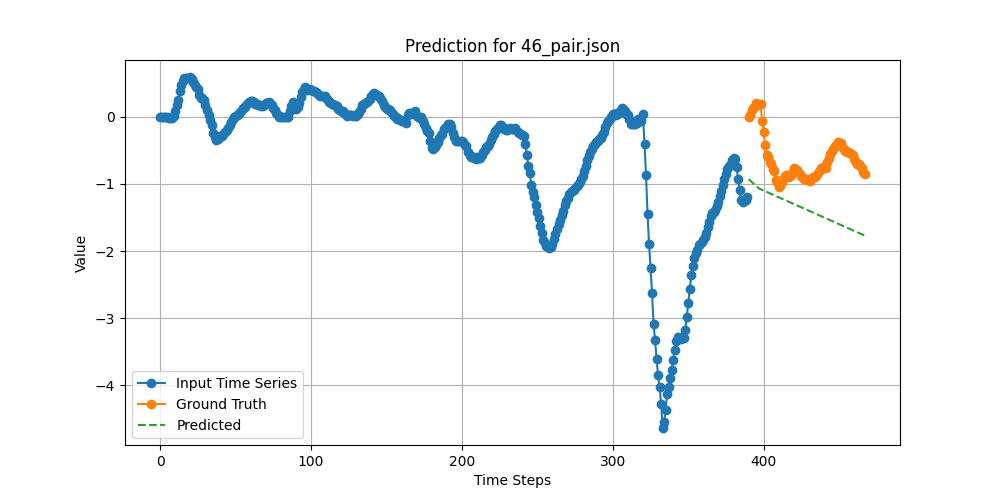 Prediction for 46_pair.json
Value
0
−1
−2
−3
−4
Input Time Series
Ground Truth
Predicted
0 100 200 300 400
Time Steps